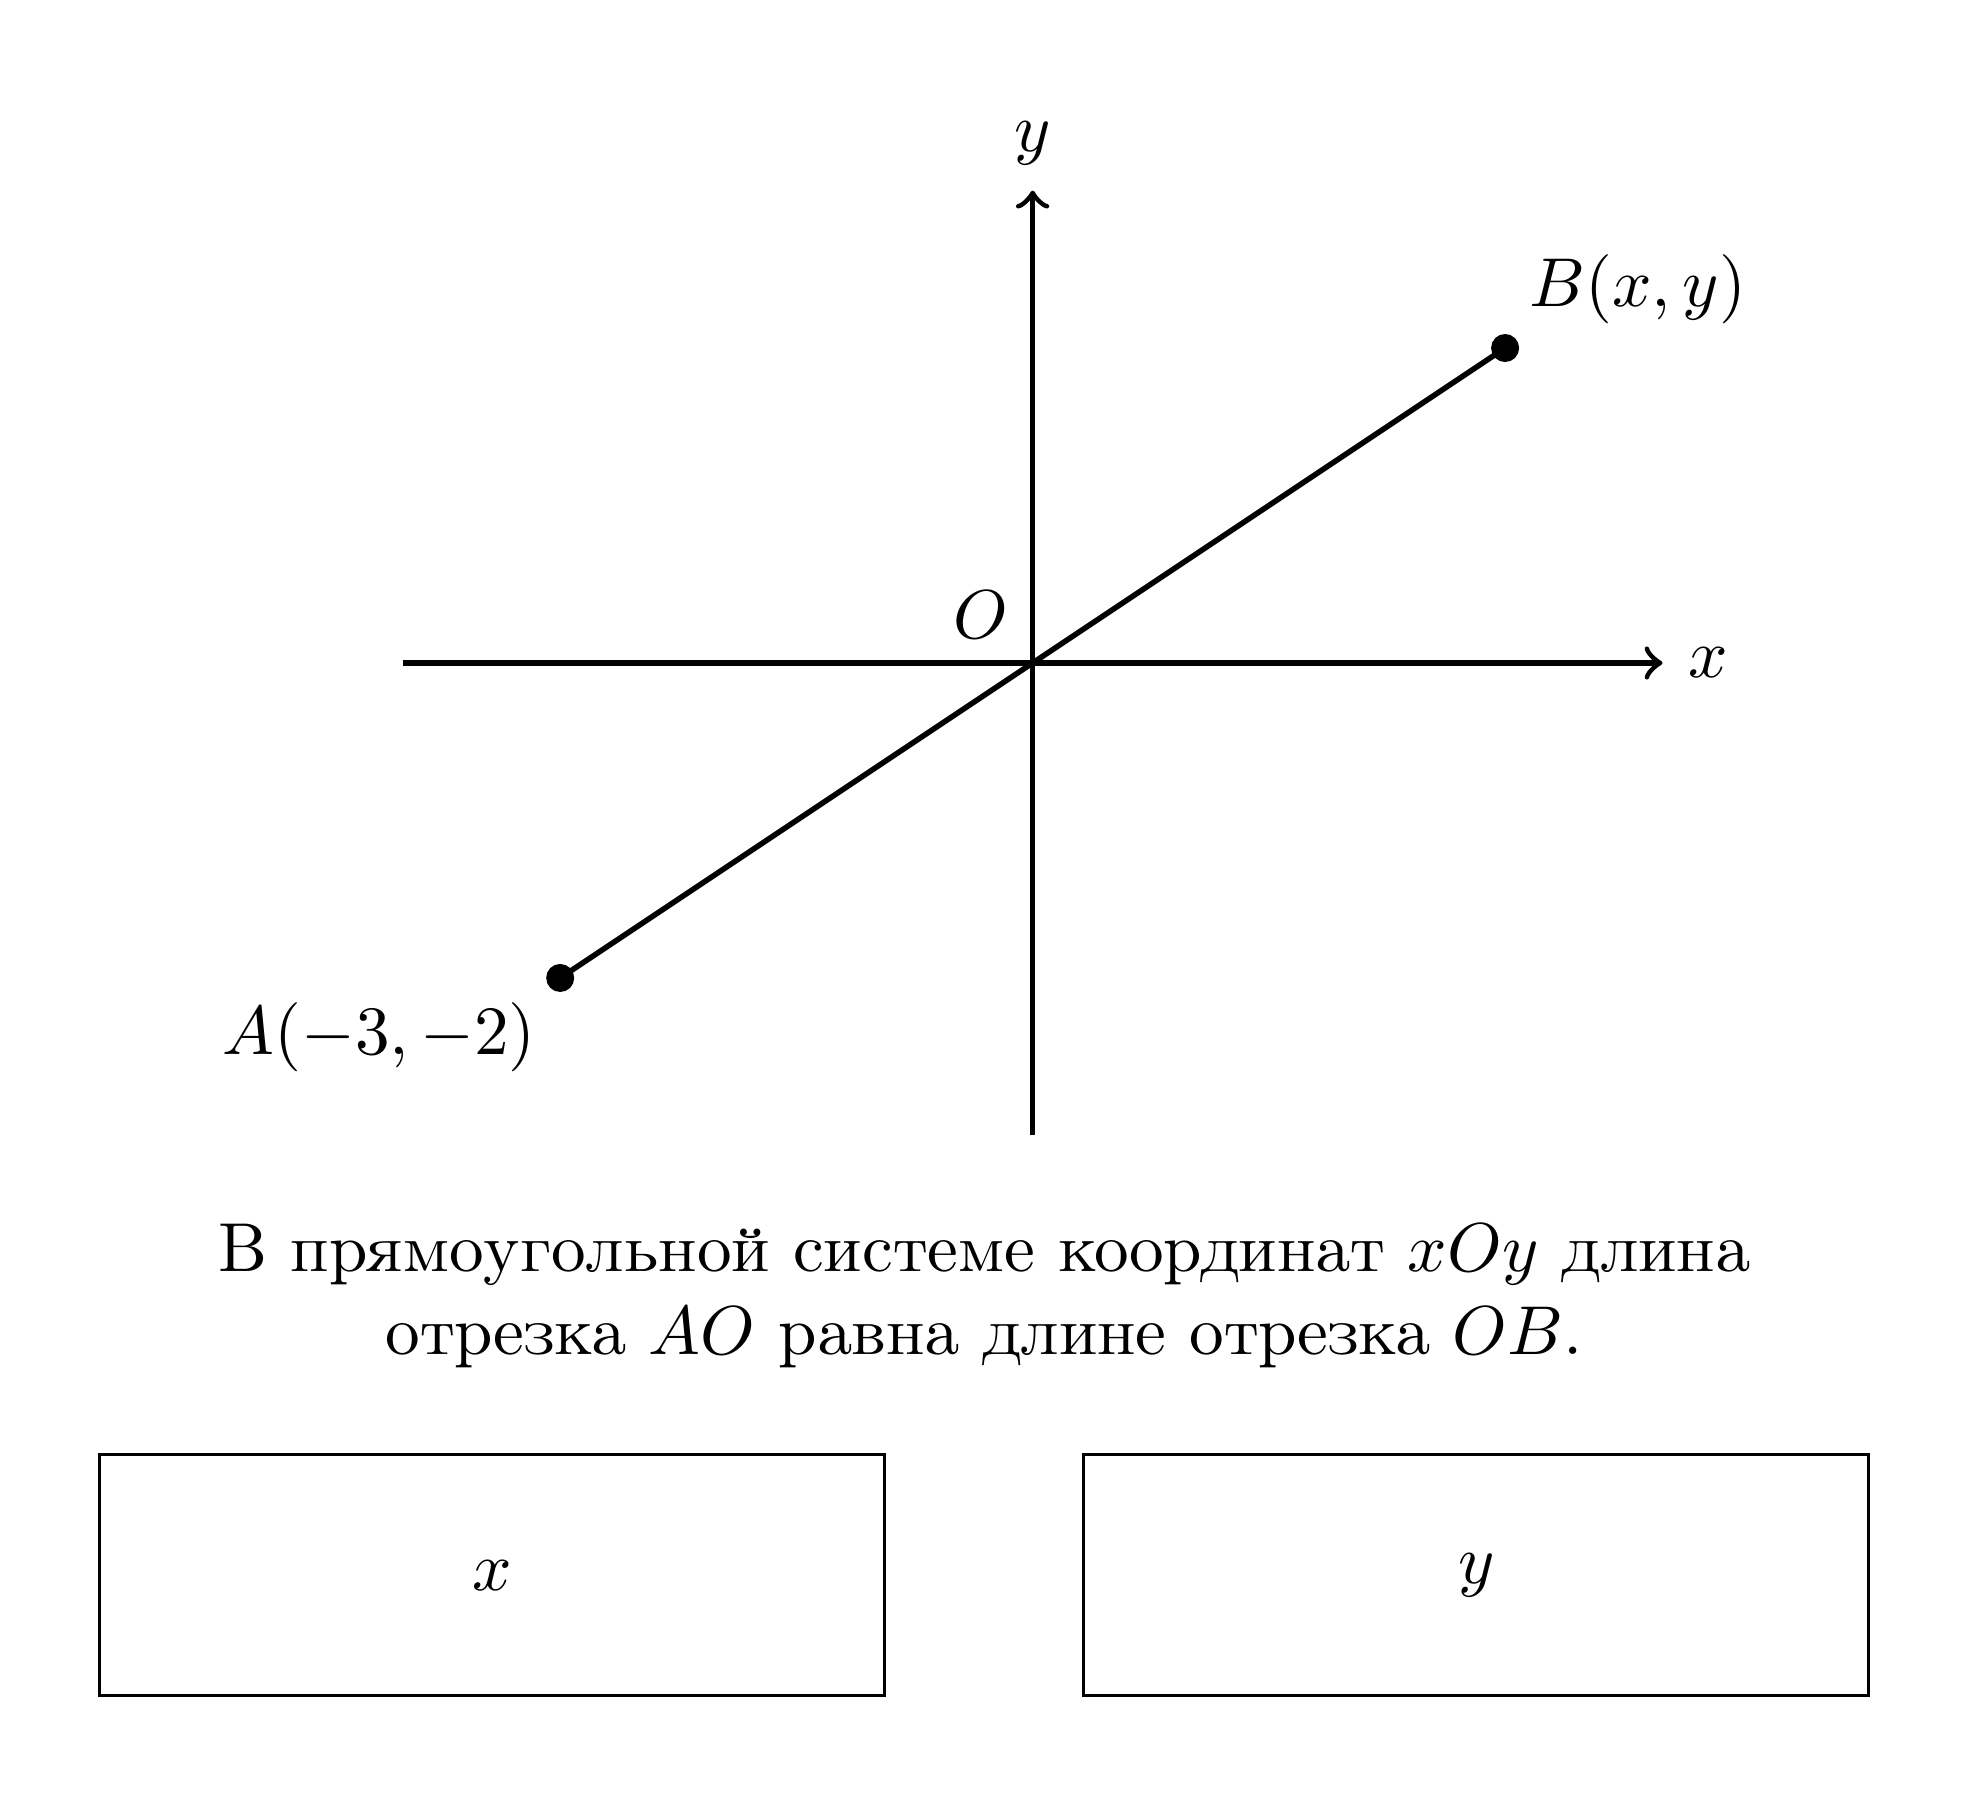 y
B(x, y)
O
x
A(−3, −2)
В прямоугольной системе координат xOy длина
отрезка AO равна длине отрезка OB.
x
y